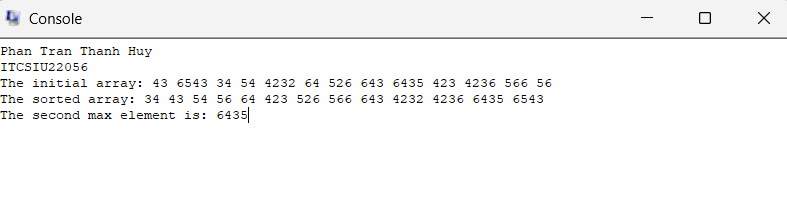 Console
Phan Tran Thanh Huy
ITCSIU22056
The initial array: 43 6543 34 54 4232 64 526 643 6435 423 4236 566 56
The sorted array: 34 43 54 56 64 423 526 566 643 4232 4236 6435 6543
The second max element is: 6435